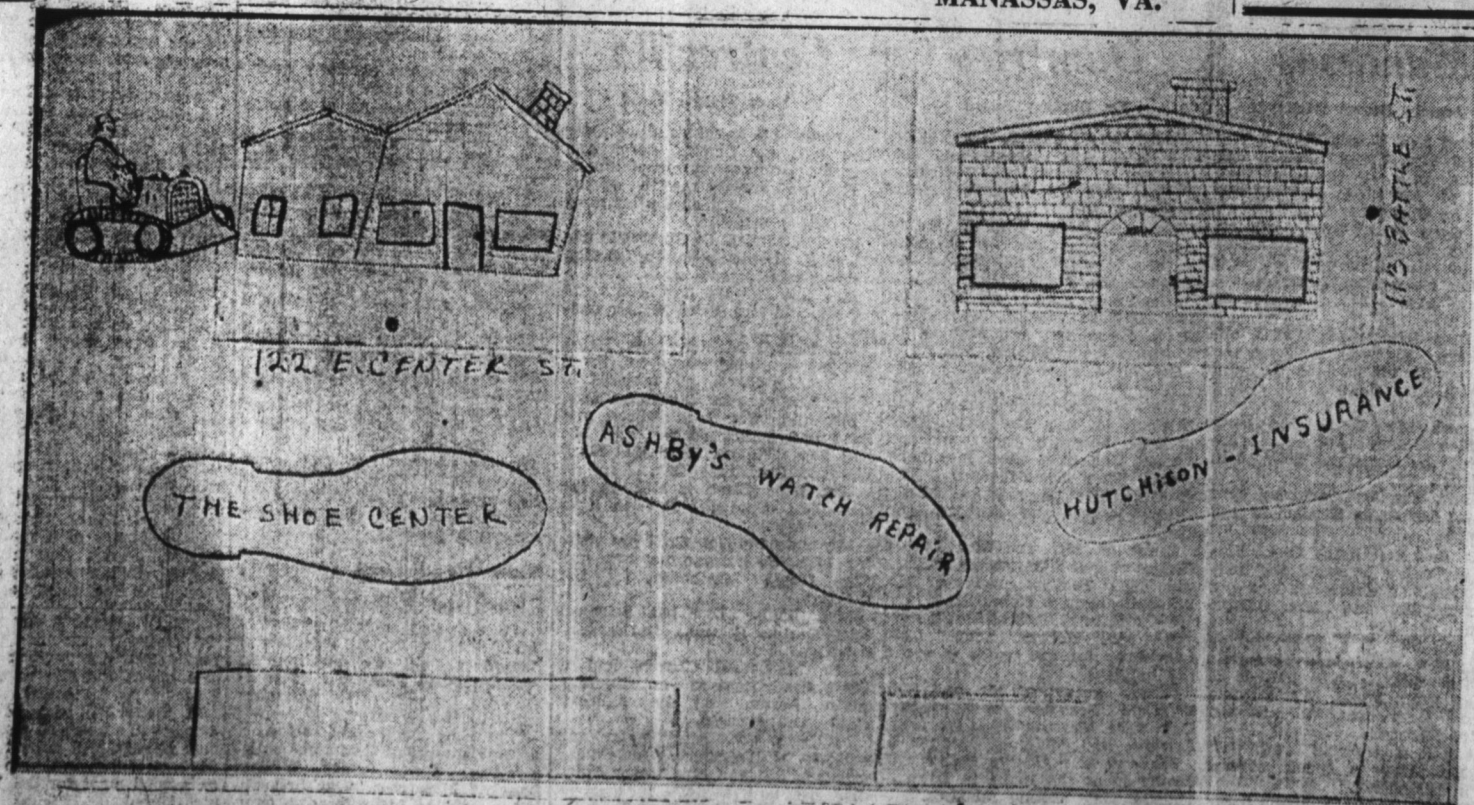 MANASSAS, VA.
113 BATTLE ST.
122 E. CENTER ST.
THE SHOE CENTER
ASHBy's WATCH REPAiR
HUTCHiSON - INSURANCE